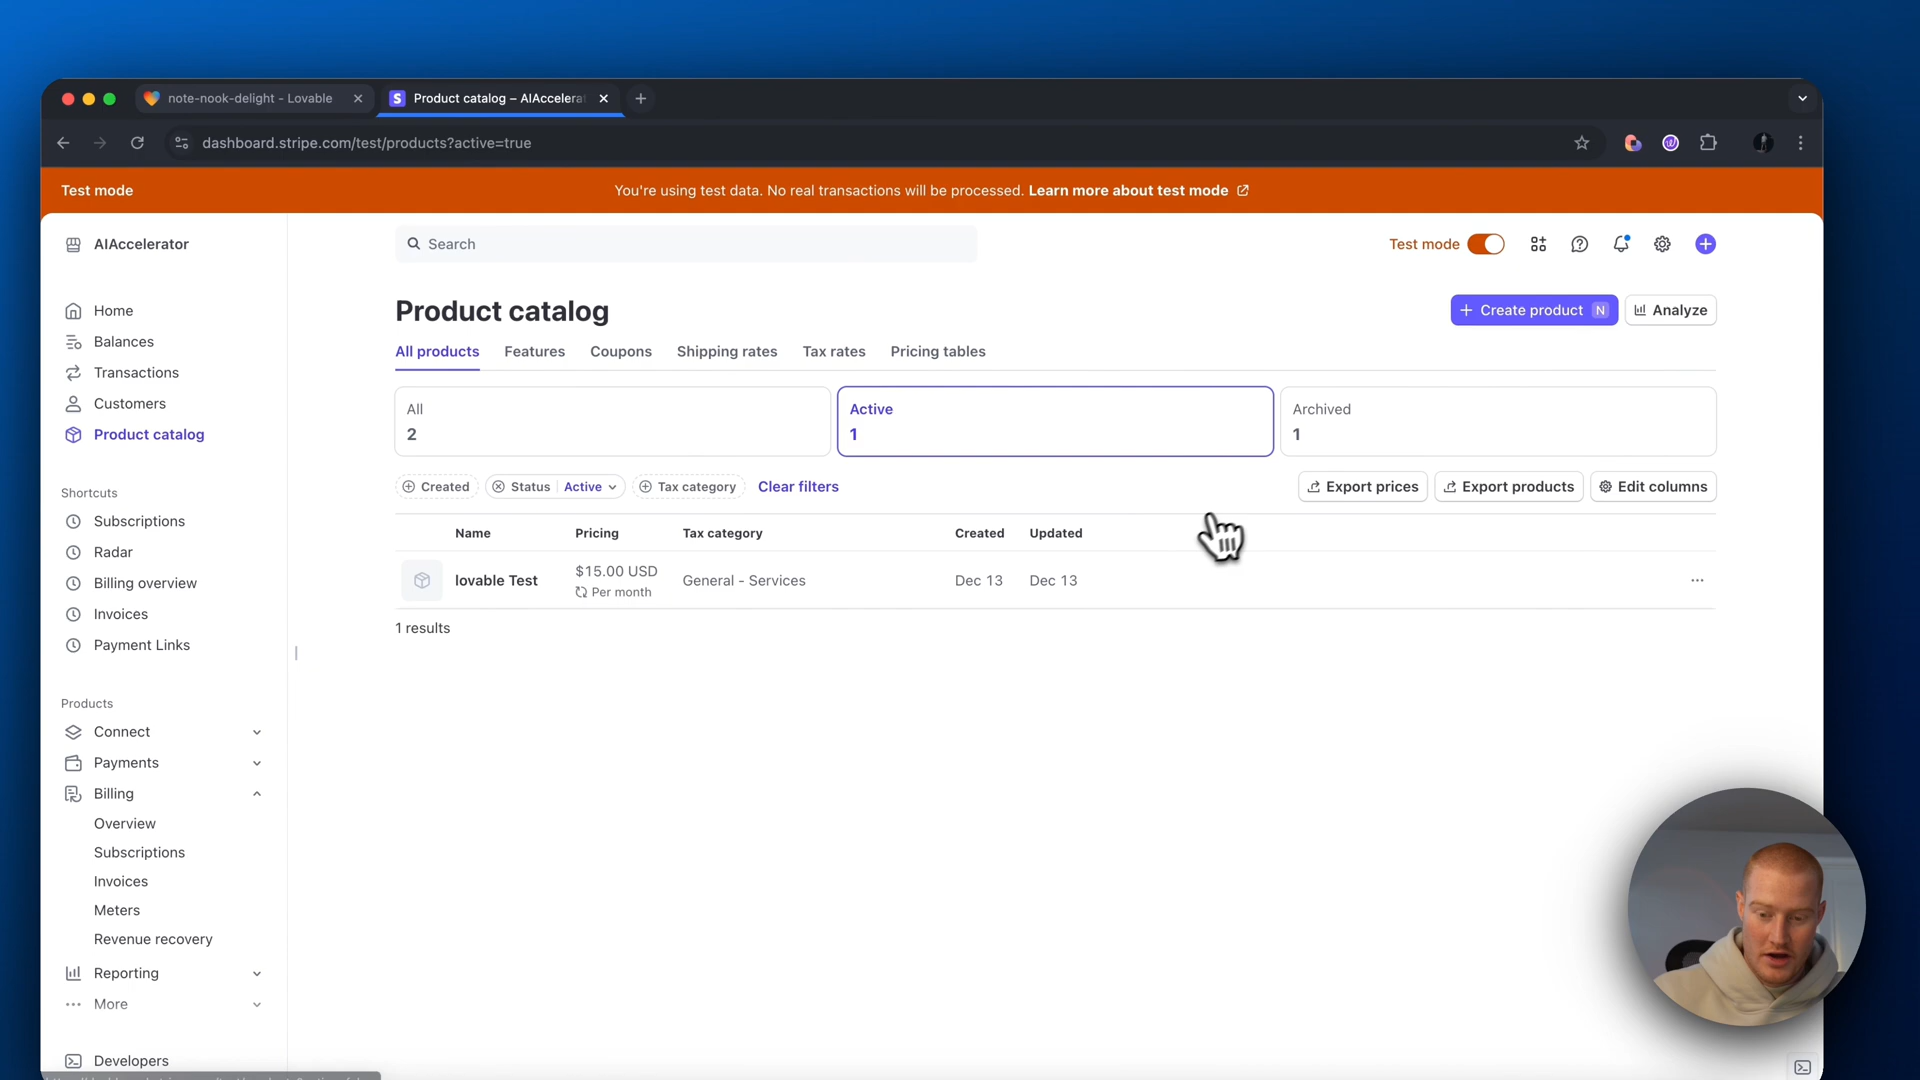 note-nook-delight - Lovable
Product catalog – AIAccelera
dashboard.stripe.com/test/products?active=true
Test mode
You're using test data. No real transactions will be processed. Learn more about test mode
AIAccelerator
Search
Test mode
Home
Balances
Transactions
Customers
Product catalog
Shortcuts
Subscriptions
Radar
Billing overview
Invoices
Payment Links
Products
Connect
Payments
Billing
Overview
Subscriptions
Invoices
Meters
Revenue recovery
Reporting
More
Developers
Product catalog
Create product N
Analyze
All products Features Coupons Shipping rates Tax rates Pricing tables
All
2
Active
1
Archived
1
Created Status Active Tax category Clear filters
Export prices Export products Edit columns
Name Pricing Tax category Created Updated
lovable Test $15.00 USD General - Services Dec 13 Dec 13
Per month
1 results